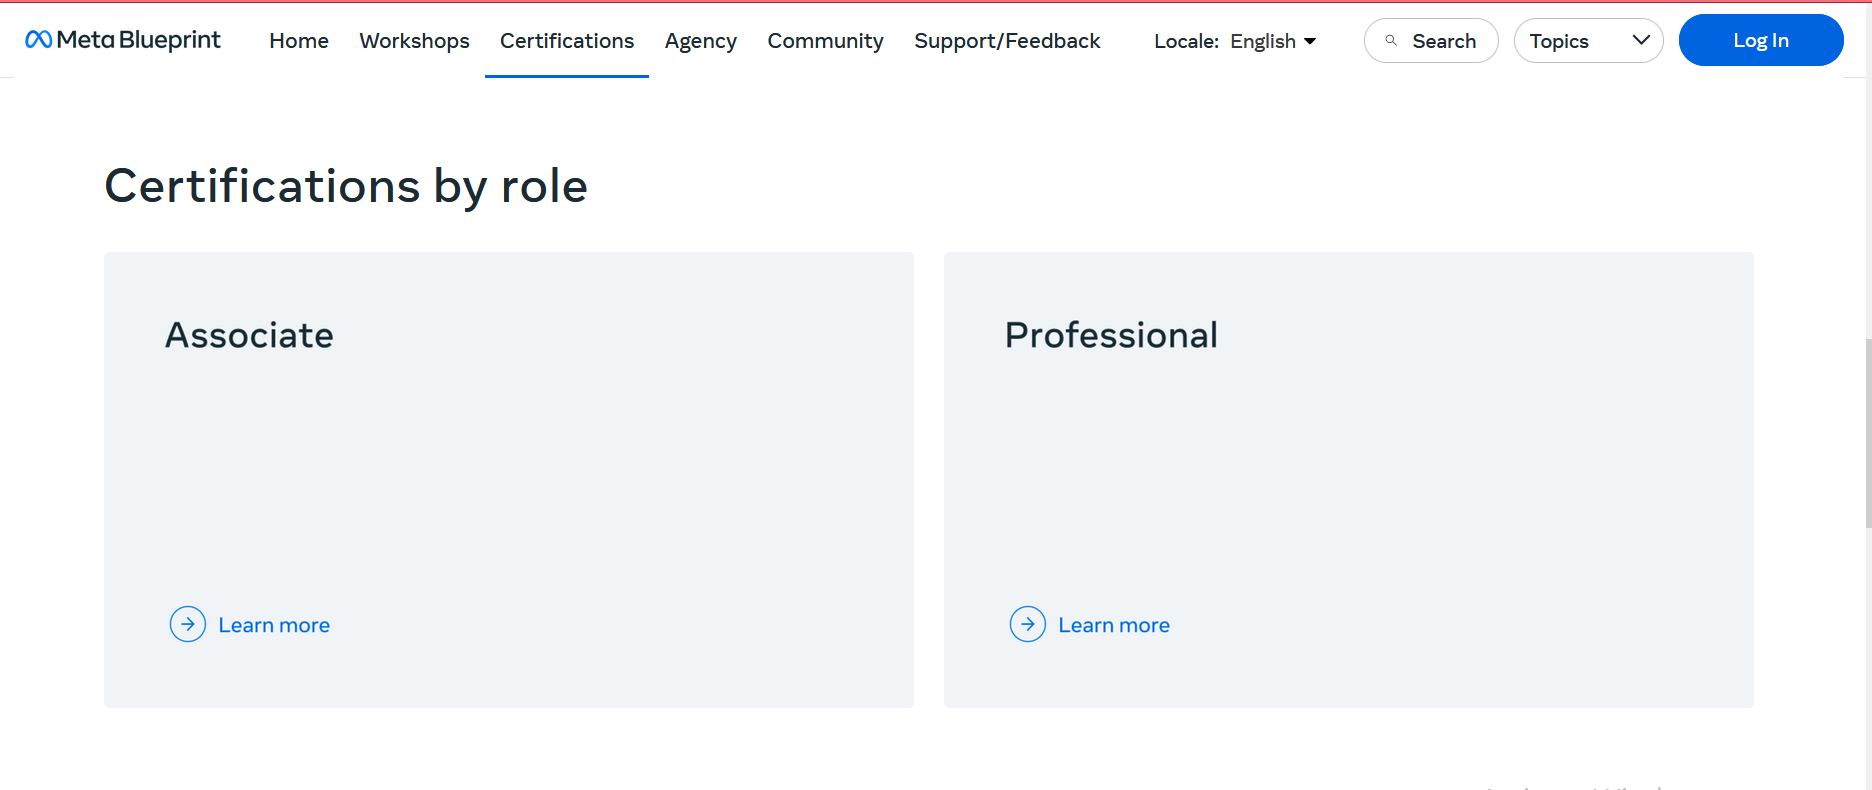 Meta Blueprint Home Workshops Certifications Agency Community Support/Feedback Locale: English Search Topics Log In
Certifications by role
Associate
Professional
Learn more
Learn more